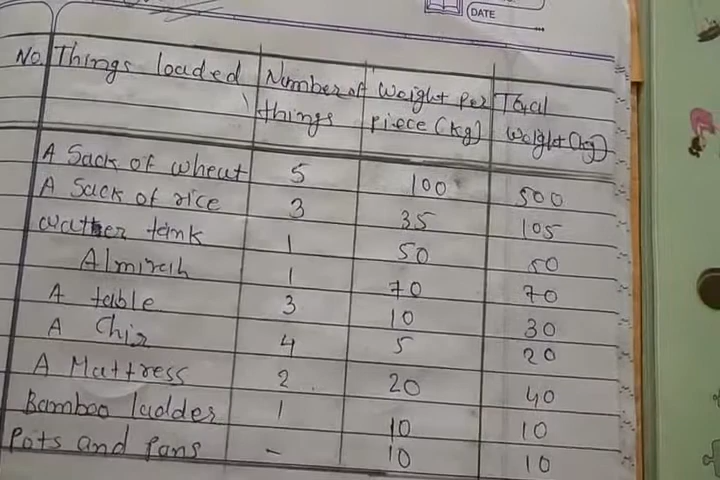 DATE
No. Things loaded Number of things Weight per piece (kg) Total weight (kg)
A Sack of wheat 5 100 500
A Sack of rice 3 35 105
Water tank 1 50 50
Almirah 1 70 70
A table 3 10 30
A Chir 4 5 20
A Mattress 2 20 40
Bamboo ladder 1 10 10
Pots and Pans - 10 10